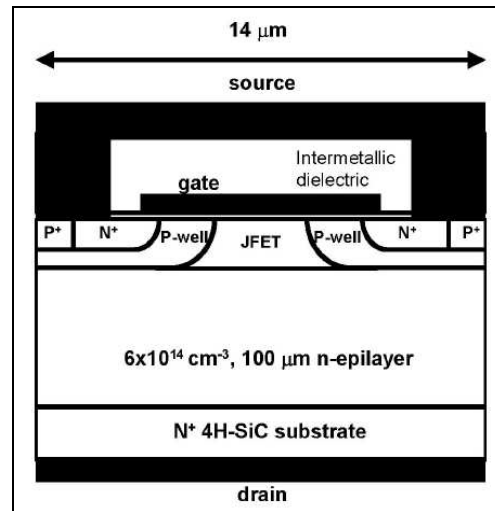 14 μm
source
Intermetallic
dielectric
gate
P⁺ N⁺ P-well JFET P-well N⁺ P⁺
6x10¹⁴ cm⁻³, 100 μm n-epilayer
N⁺ 4H-SiC substrate
drain